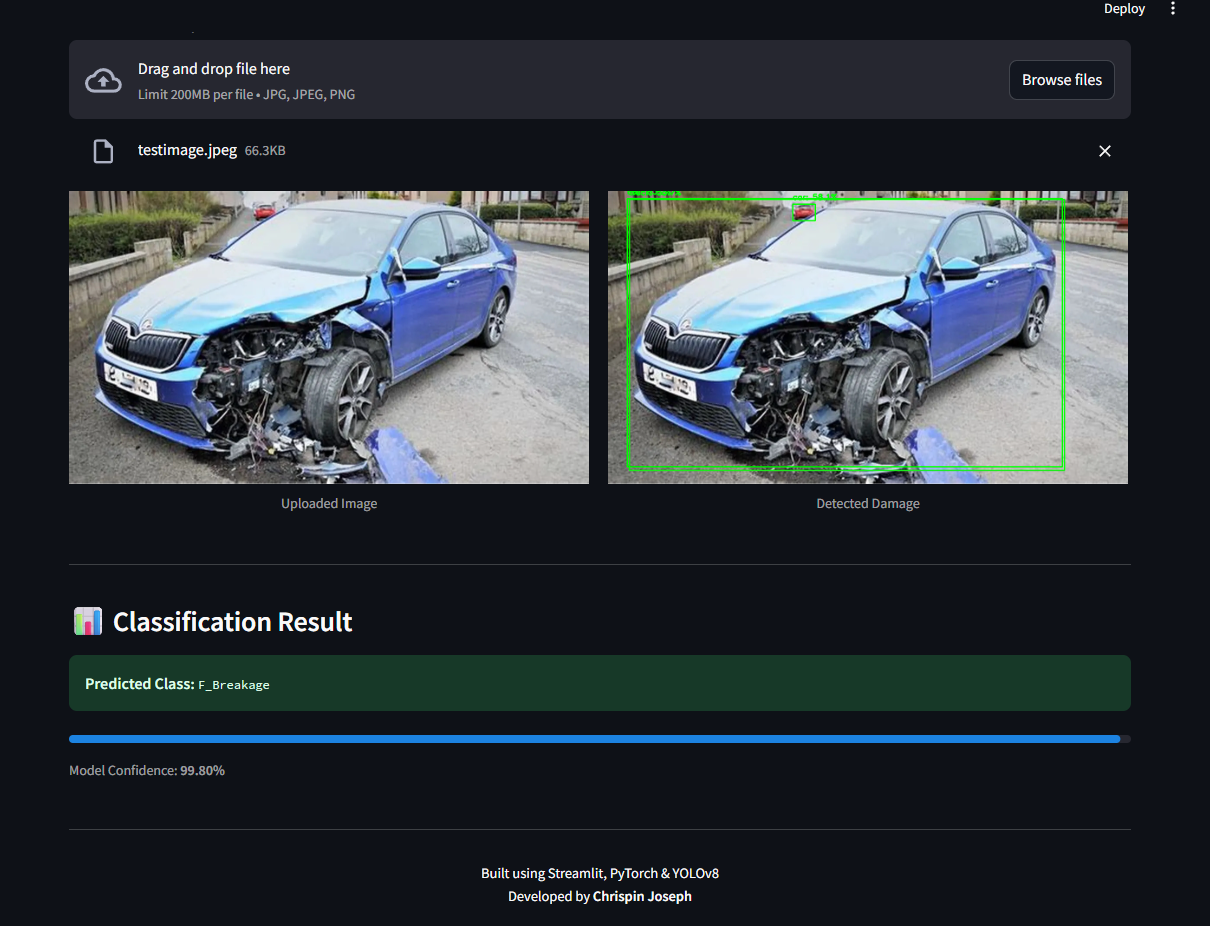 Deploy
Drag and drop file here
Limit 200MB per file • JPG, JPEG, PNG
Browse files
testimage.jpeg 66.3KB
Uploaded Image
Detected Damage
Classification Result
Predicted Class: F_Breakage
Model Confidence: 99.80%
Built using Streamlit, PyTorch & YOLOv8
Developed by Chrispin Joseph